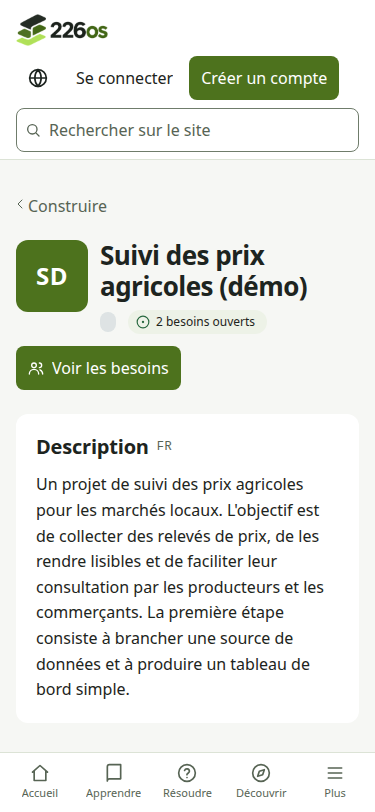 226os
Se connecter
Créer un compte
Rechercher sur le site
Construire
SD
Suivi des prix
agricoles (démo)
2 besoins ouverts
Voir les besoins
Description FR
Un projet de suivi des prix agricoles
pour les marchés locaux. L'objectif est
de collecter des relevés de prix, de les
rendre lisibles et de faciliter leur
consultation par les producteurs et les
commerçants. La première étape
consiste à brancher une source de
données et à produire un tableau de
bord simple.
Accueil
Apprendre
Résoudre
Découvrir
Plus